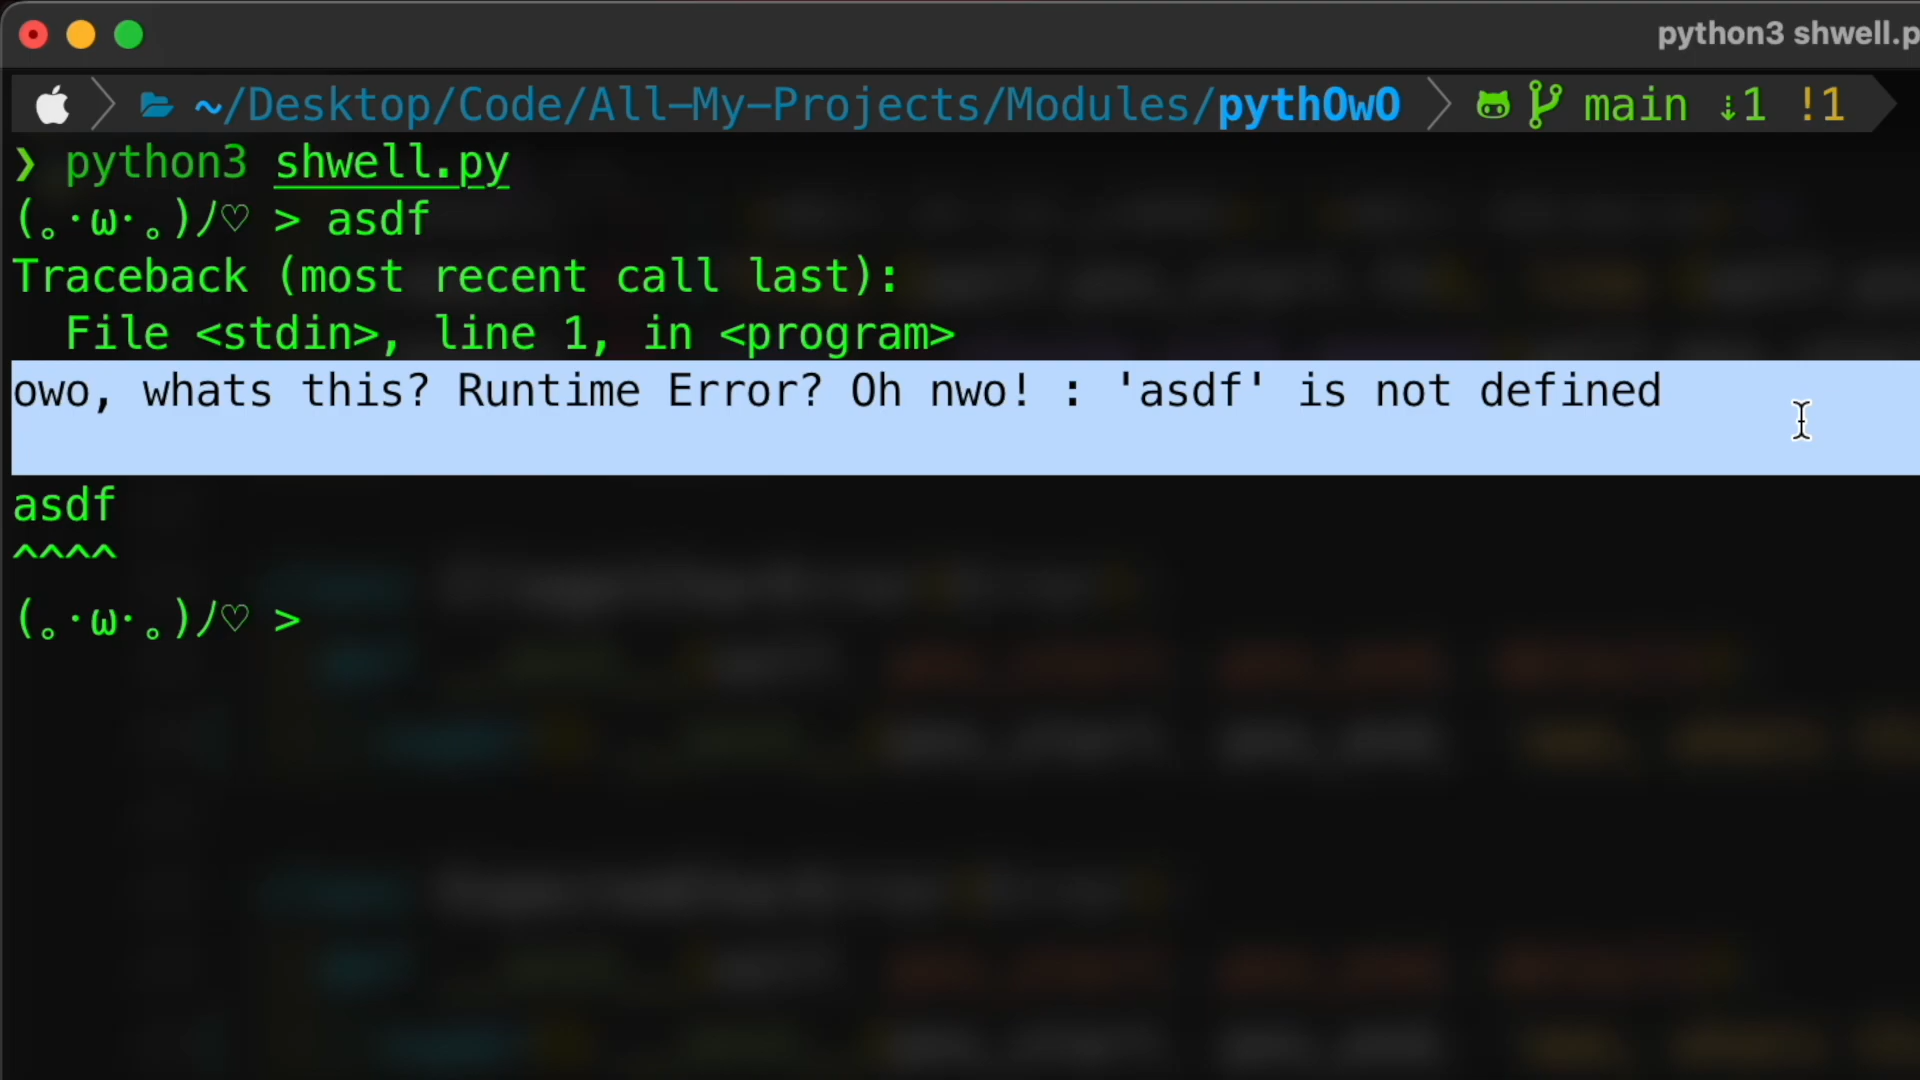 python3 shwell.p
~/Desktop/Code/All-My-Projects/Modules/pythOwO main ⇣1 !1
❯ python3 shwell.py
(｡･ω･｡)ﾉ♡ > asdf
Traceback (most recent call last):
  File <stdin>, line 1, in <program>
owo, whats this? Runtime Error? Oh nwo! : 'asdf' is not defined
asdf
^^^^
(｡･ω･｡)ﾉ♡ >